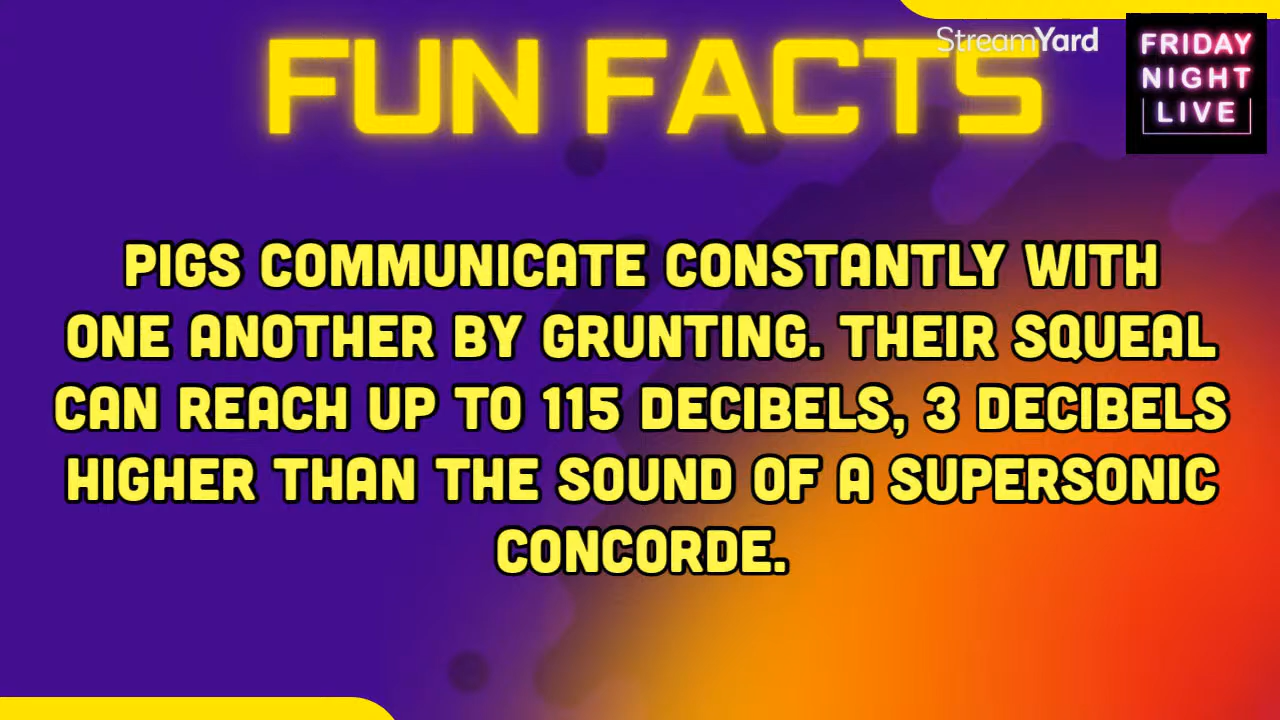 FUN FACTS
StreamYard
FRIDAY
NIGHT
LIVE
PIGS COMMUNICATE CONSTANTLY WITH
ONE ANOTHER BY GRUNTING. THEIR SQUEAL
CAN REACH UP TO 115 DECIBELS, 3 DECIBELS
HIGHER THAN THE SOUND OF A SUPERSONIC
CONCORDE.